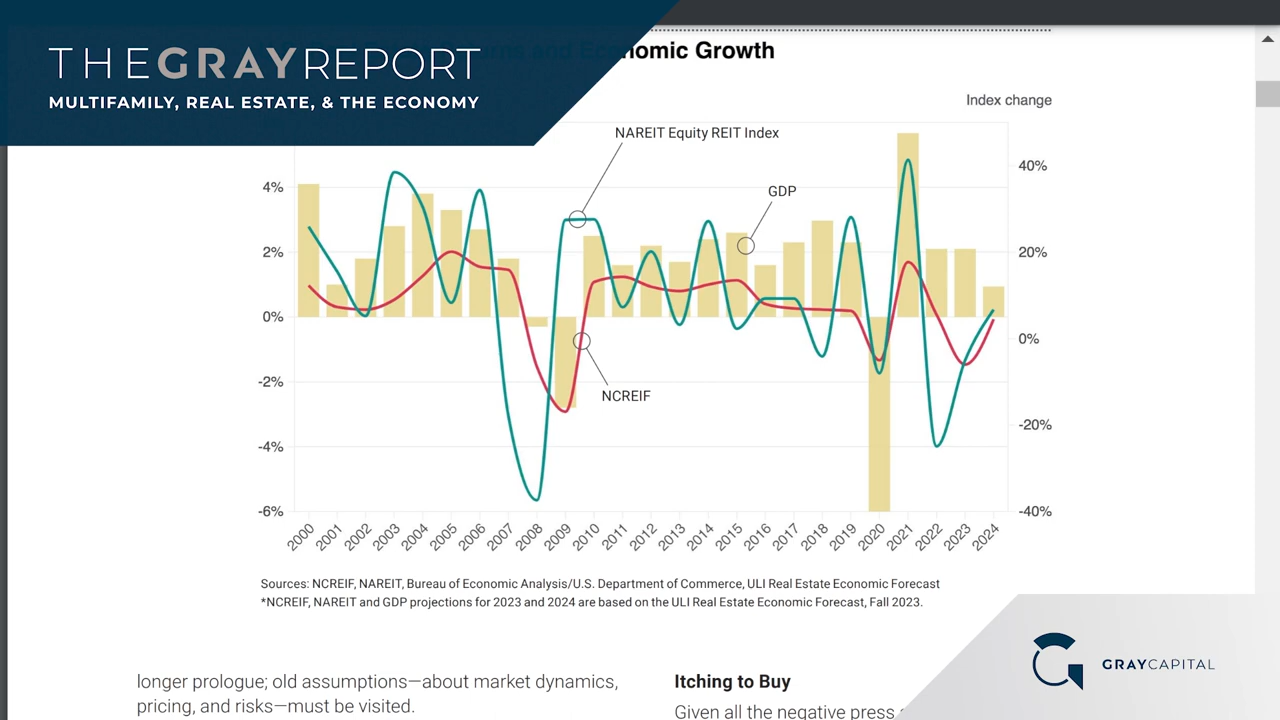 THEGRAYREPORT
MULTIFAMILY, REAL ESTATE, & THE ECONOMY
and Economic Growth
Index change
NAREIT Equity REIT Index
GDP
NCREIF
4%
2%
0%
-2%
-4%
-6%
40%
20%
0%
-20%
-40%
2000 2001 2002 2003 2004 2005 2006 2007 2008 2009 2010 2011 2012 2013 2014 2015 2016 2017 2018 2019 2020 2021 2022 2023 2024
Sources: NCREIF, NAREIT, Bureau of Economic Analysis/U.S. Department of Commerce, ULI Real Estate Economic Forecast
*NCREIF, NAREIT and GDP projections for 2023 and 2024 are based on the ULI Real Estate Economic Forecast, Fall 2023.
longer prologue; old assumptions—about market dynamics,
pricing, and risks—must be visited.
Itching to Buy
Given all the negative press
GRAYCAPITAL